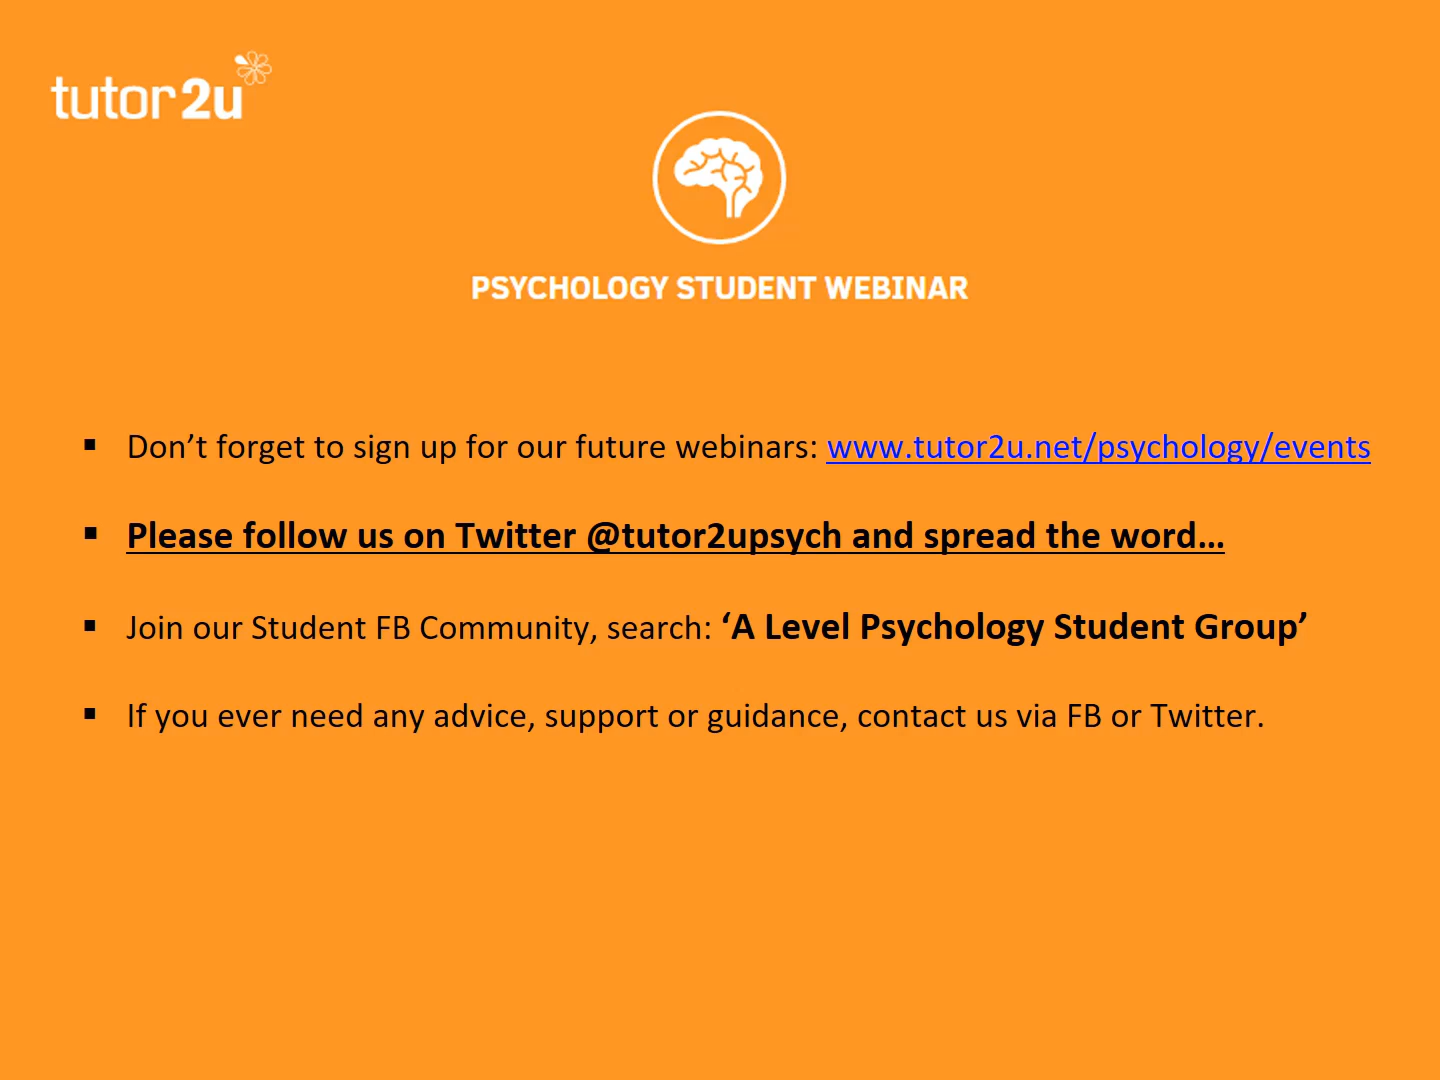 tutor2u
PSYCHOLOGY STUDENT WEBINAR
▪ Don’t forget to sign up for our future webinars: www.tutor2u.net/psychology/events
▪ Please follow us on Twitter @tutor2upsych and spread the word…
▪ Join our Student FB Community, search: ‘A Level Psychology Student Group’
▪ If you ever need any advice, support or guidance, contact us via FB or Twitter.